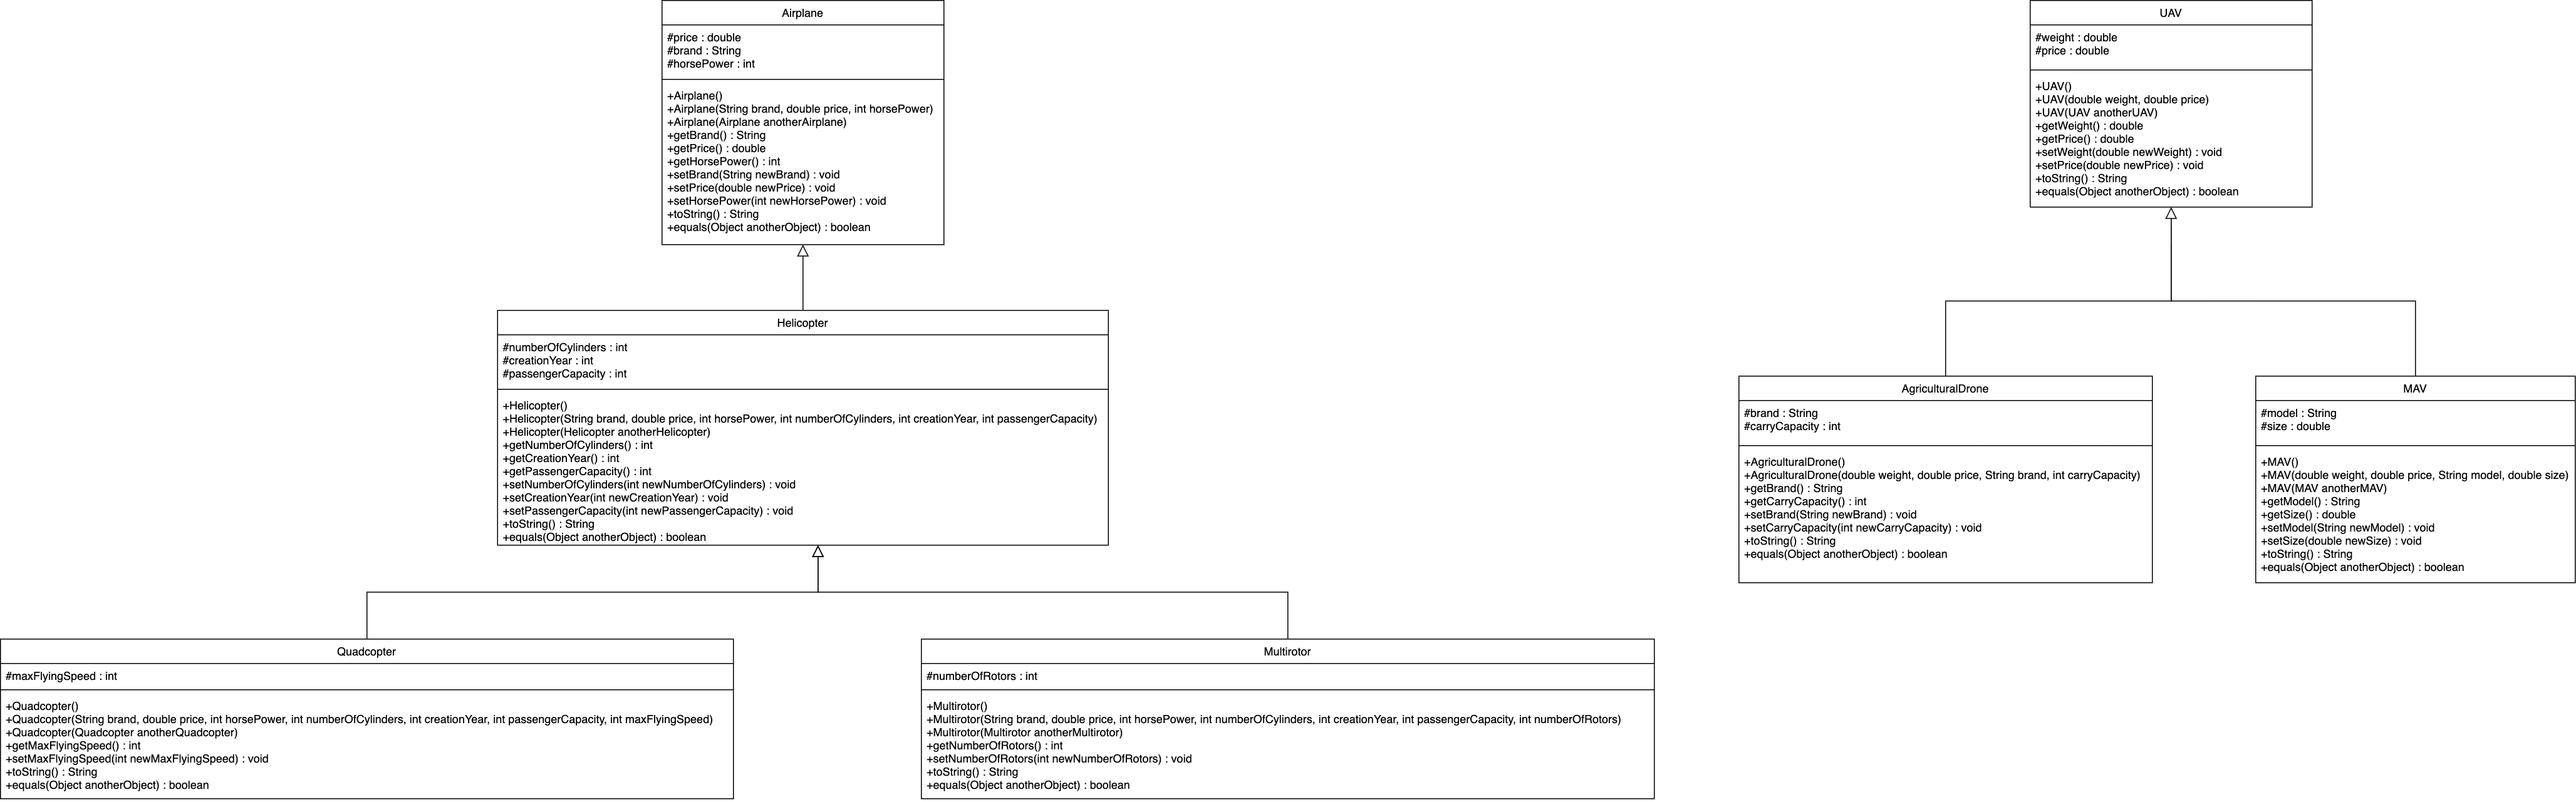 Airplane
#price : double
#brand : String
#horsePower : int
+Airplane()
+Airplane(String brand, double price, int horsePower)
+Airplane(Airplane anotherAirplane)
+getBrand() : String
+getPrice() : double
+getHorsePower() : int
+setBrand(String newBrand) : void
+setPrice(double newPrice) : void
+setHorsePower(int newHorsePower) : void
+toString() : String
+equals(Object anotherObject) : boolean
UAV
#weight : double
#price : double
+UAV()
+UAV(double weight, double price)
+UAV(UAV anotherUAV)
+getWeight() : double
+getPrice() : double
+setWeight(double newWeight) : void
+setPrice(double newPrice) : void
+toString() : String
+equals(Object anotherObject) : boolean
Helicopter
#numberOfCylinders : int
#creationYear : int
#passengerCapacity : int
+Helicopter()
+Helicopter(String brand, double price, int horsePower, int numberOfCylinders, int creationYear, int passengerCapacity)
+Helicopter(Helicopter anotherHelicopter)
+getNumberOfCylinders() : int
+getCreationYear() : int
+getPassengerCapacity() : int
+setNumberOfCylinders(int newNumberOfCylinders) : void
+setCreationYear(int newCreationYear) : void
+setPassengerCapacity(int newPassengerCapacity) : void
+toString() : String
+equals(Object anotherObject) : boolean
AgriculturalDrone
#brand : String
#carryCapacity : int
+AgriculturalDrone()
+AgriculturalDrone(double weight, double price, String brand, int carryCapacity)
+getBrand() : String
+getCarryCapacity() : int
+setBrand(String newBrand) : void
+setCarryCapacity(int newCarryCapacity) : void
+toString() : String
+equals(Object anotherObject) : boolean
MAV
#model : String
#size : double
+MAV()
+MAV(double weight, double price, String model, double size)
+MAV(MAV anotherMAV)
+getModel() : String
+getSize() : double
+setModel(String newModel) : void
+setSize(double newSize) : void
+toString() : String
+equals(Object anotherObject) : boolean
Quadcopter
#maxFlyingSpeed : int
+Quadcopter()
+Quadcopter(String brand, double price, int horsePower, int numberOfCylinders, int creationYear, int passengerCapacity, int maxFlyingSpeed)
+Quadcopter(Quadcopter anotherQuadcopter)
+getMaxFlyingSpeed() : int
+setMaxFlyingSpeed(int newMaxFlyingSpeed) : void
+toString() : String
+equals(Object anotherObject) : boolean
Multirotor
#numberOfRotors : int
+Multirotor()
+Multirotor(String brand, double price, int horsePower, int numberOfCylinders, int creationYear, int passengerCapacity, int numberOfRotors)
+Multirotor(Multirotor anotherMultirotor)
+getNumberOfRotors() : int
+setNumberOfRotors(int newNumberOfRotors) : void
+toString() : String
+equals(Object anotherObject) : boolean